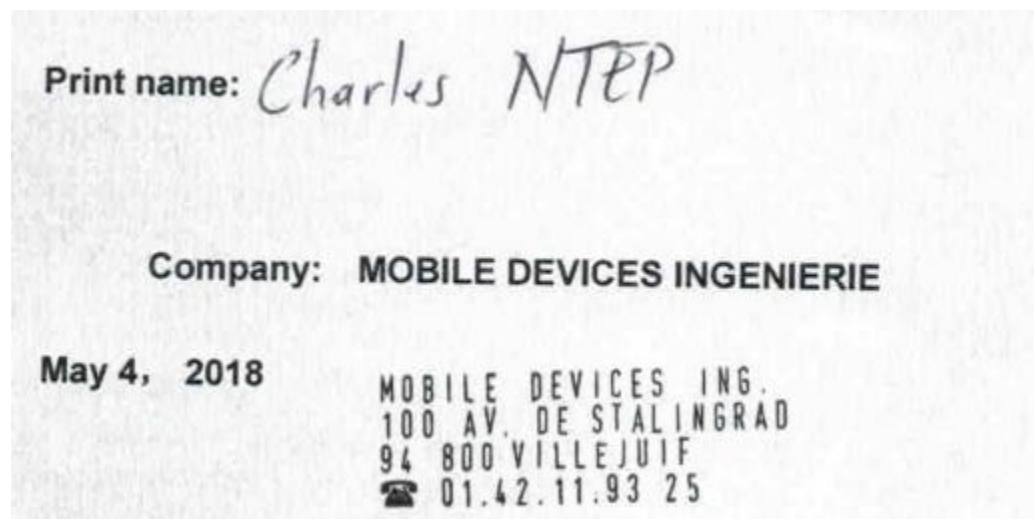 Print name: Charles NTEP
Company: MOBILE DEVICES INGENIERIE
May 4, 2018
MOBILE DEVICES ING.
100 AV. DE STALINGRAD
94 800 VILLEJUIF
☎ 01.42.11.93 25